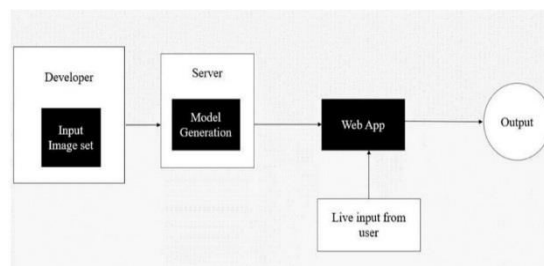 Developer
Input
Image set
Server
Model
Generation
Web App
Output
Live input from
user